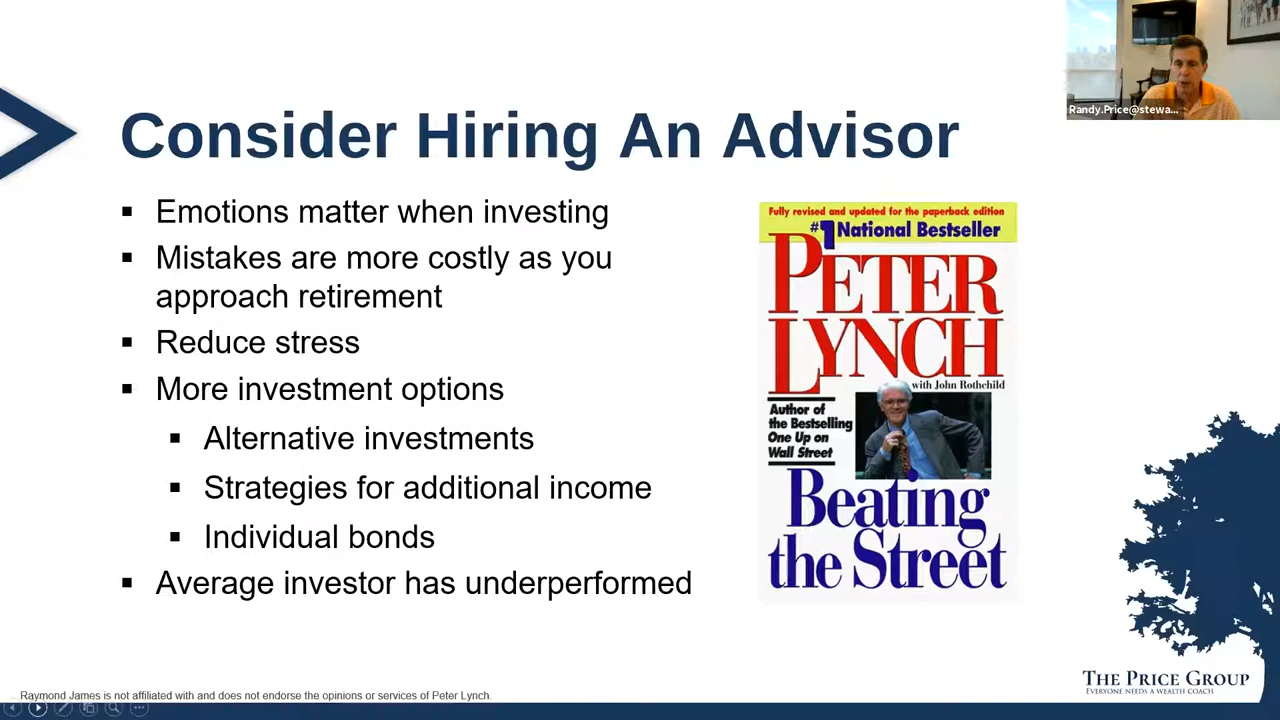 Randy.Price@stewa...
Consider Hiring An Advisor
▪ Emotions matter when investing
▪ Mistakes are more costly as you
approach retirement
▪ Reduce stress
▪ More investment options
▪ Alternative investments
▪ Strategies for additional income
▪ Individual bonds
▪ Average investor has underperformed
Fully revised and updated for the paperback edition
#1 National Bestseller
PETER
LYNCH
with John Rothchild
Author of
the Bestselling
One Up on
Wall Street
Beating
the Street
THE PRICE GROUP
EVERYONE NEEDS A WEALTH COACH
Raymond James is not affiliated with and does not endorse the opinions or services of Peter Lynch.